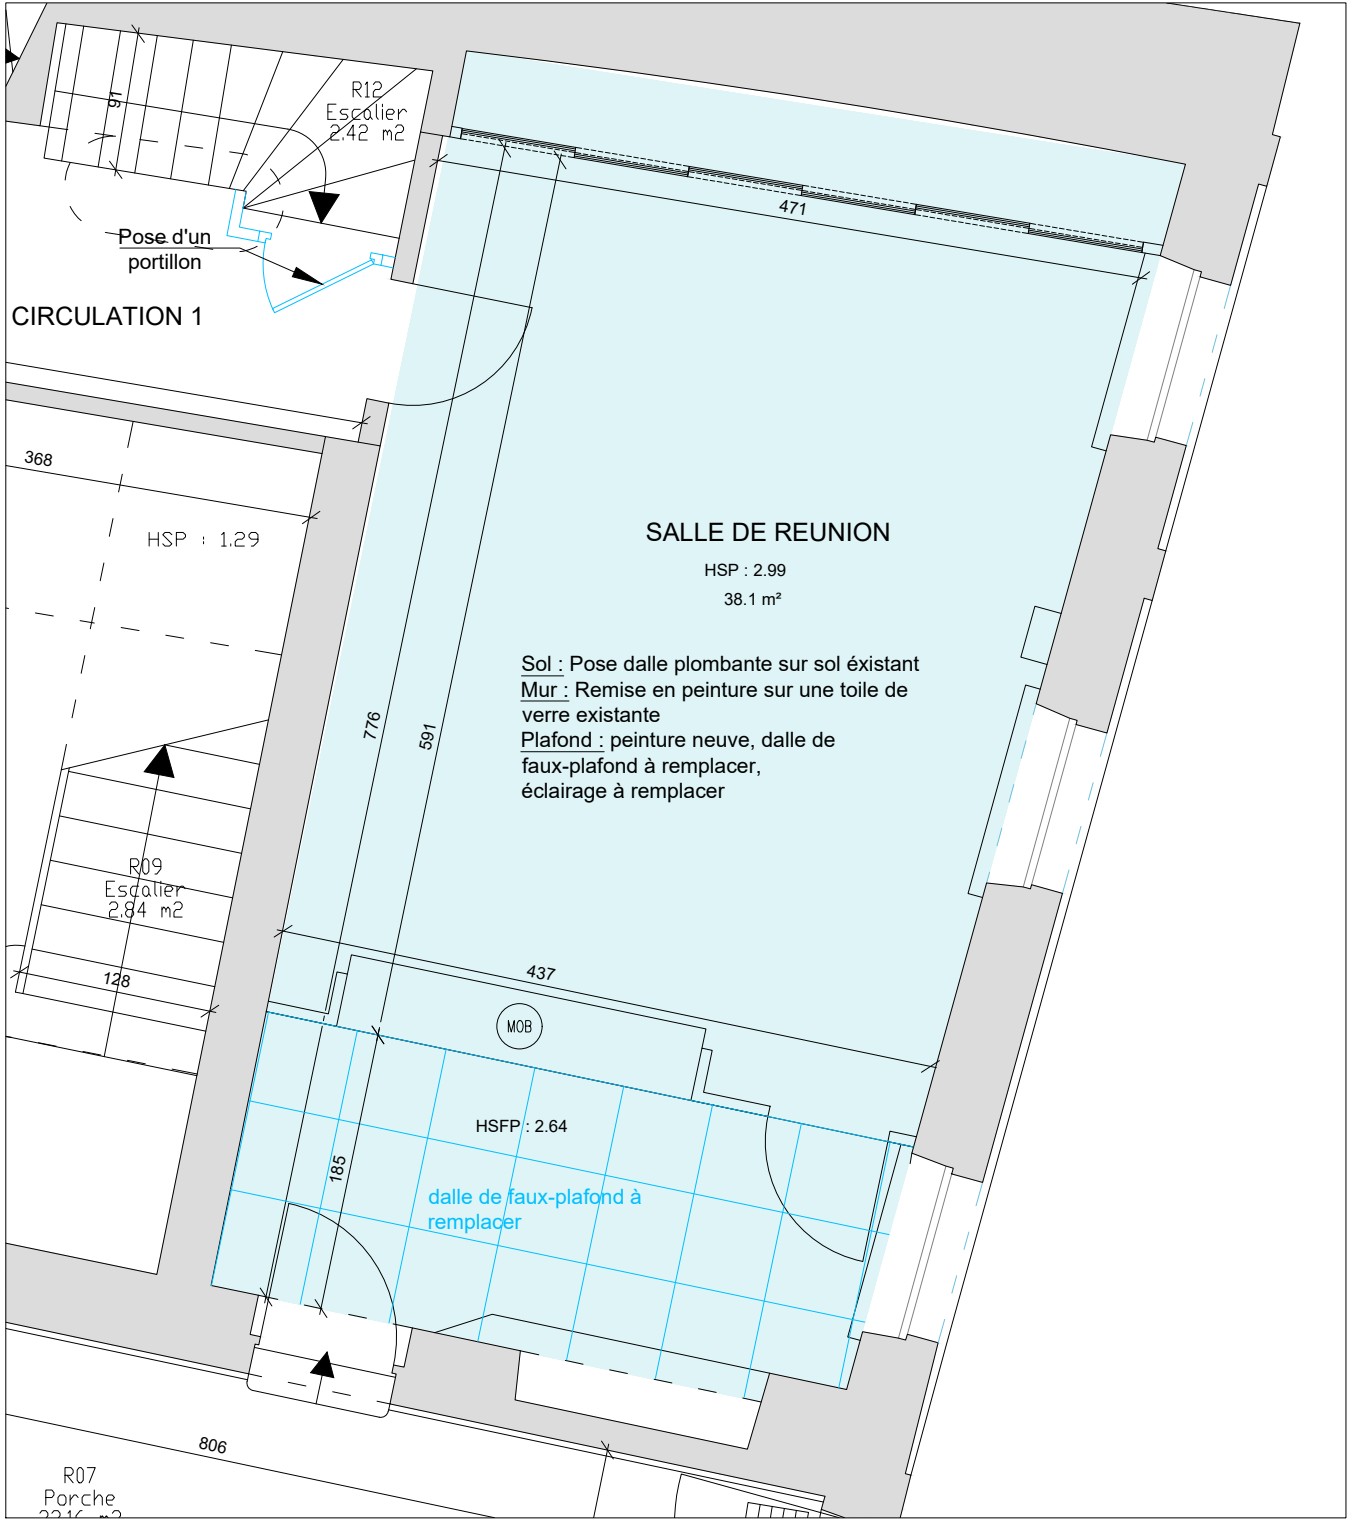 R12
Escalier
2.42 m2
91
471
Pose d'un
portillon
CIRCULATION 1
368
HSP : 1.29
SALLE DE REUNION
HSP : 2.99
38.1 m²
Sol : Pose dalle plombante sur sol éxistant
Mur : Remise en peinture sur une toile de
verre existante
Plafond : peinture neuve, dalle de
faux-plafond à remplacer,
éclairage à remplacer
776
591
R09
Escalier
2.84 m2
128
437
MOB
HSFP : 2.64
185
dalle de faux-plafond à
remplacer
806
R07
Porche